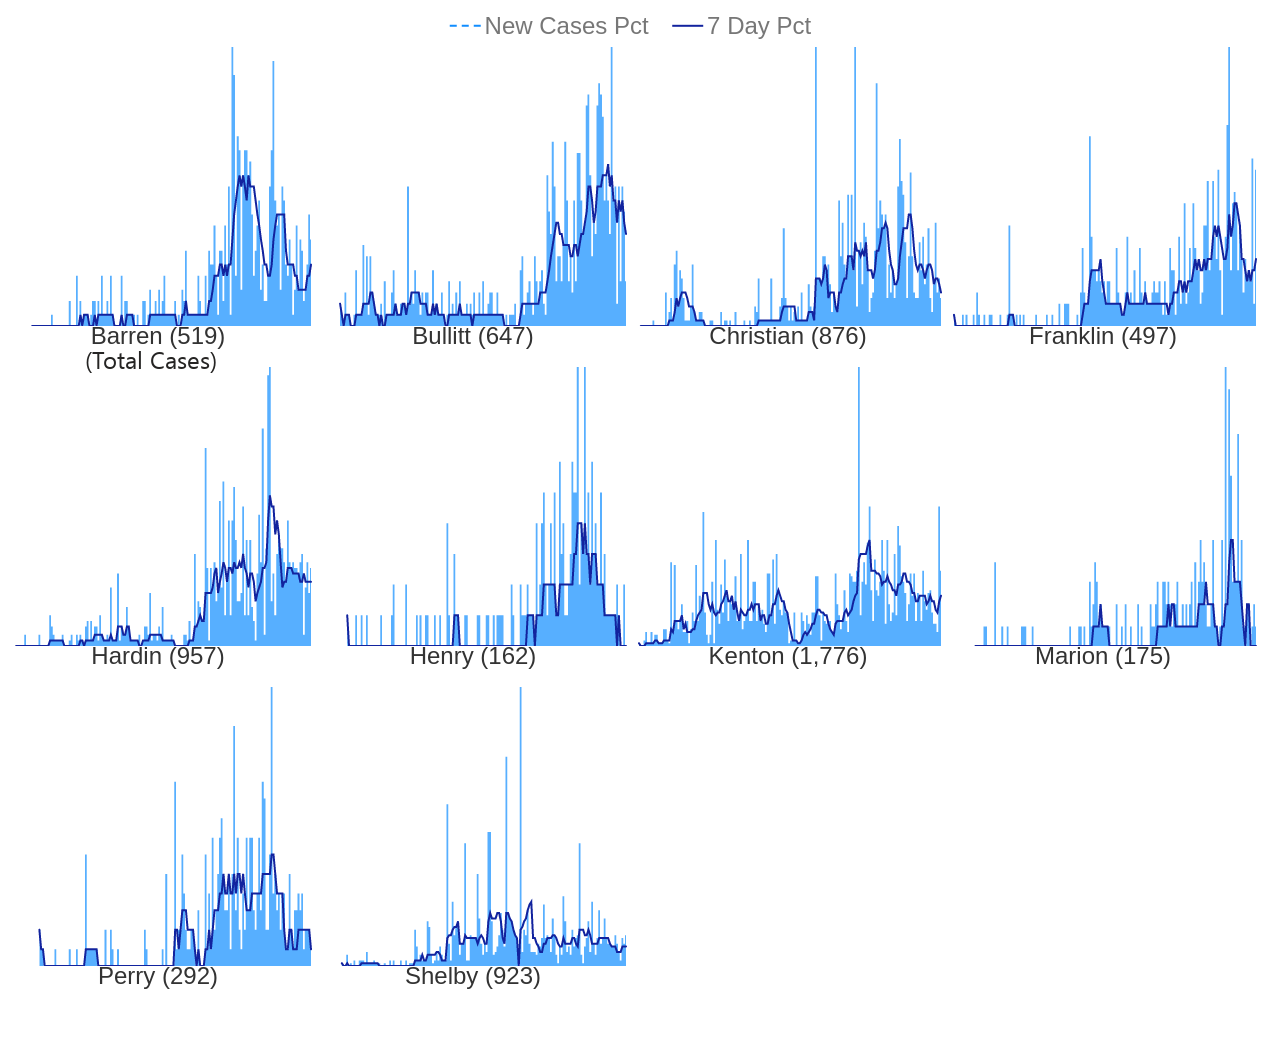 New Cases Pct 7 Day Pct
Barren (519) Bullitt (647) Christian (876) Franklin (497)
(Total Cases)
Hardin (957) Henry (162) Kenton (1,776) Marion (175)
Perry (292) Shelby (923)